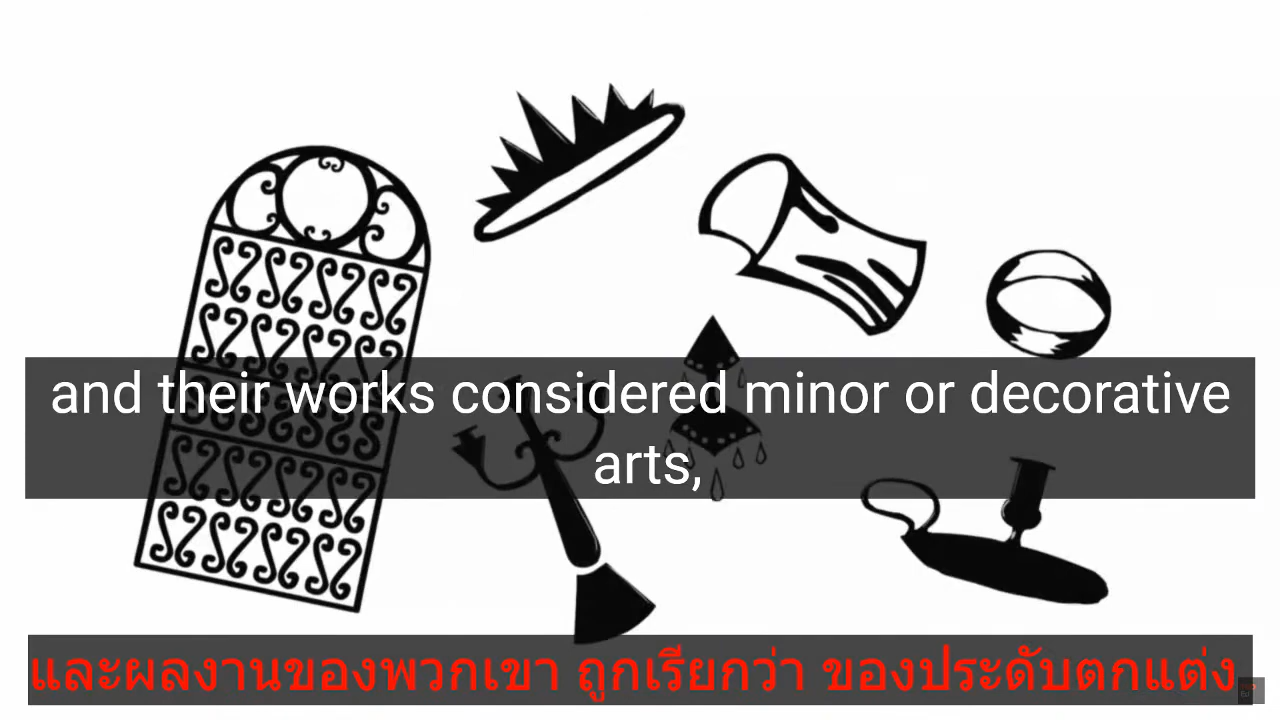 and their works considered minor or decorative
arts,
และผลงานของพวกเขา ถูกเรียกว่า ของประดับตกแต่ง